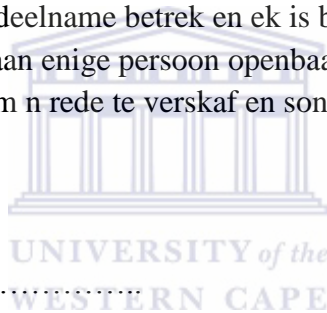 deelname betrek en ek is b
aan enige persoon openbaa
m n rede te verskaf en son
UNIVERSITY of the
…………………..
WESTERN CAPE